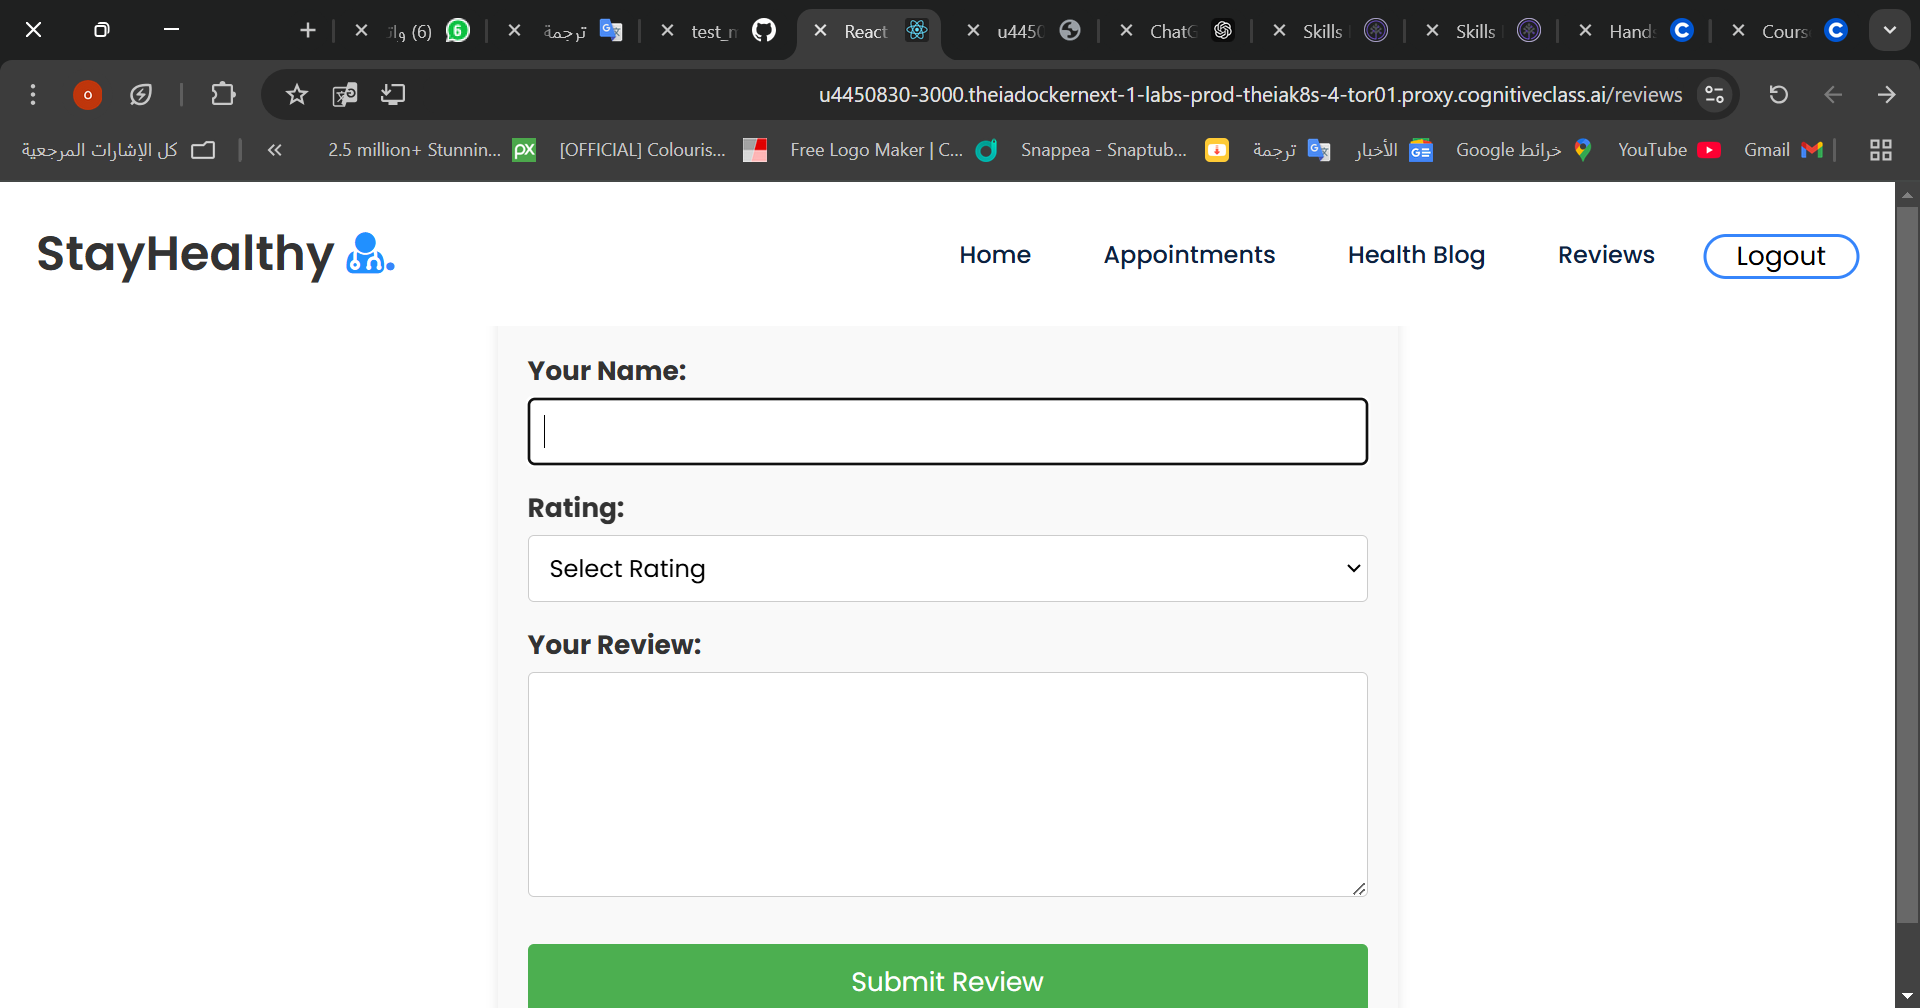 (6) وات
ترجمة
test_m
React
u445(
ChatG
Skills
Skills
Hands
Cours
u4450830-3000.theiadockernext-1-labs-prod-theiak8s-4-tor01.proxy.cognitiveclass.ai/reviews
كل الإشارات المرجعية
2.5 million+ Stunnin...
[OFFICIAL] Colouris...
Free Logo Maker | C...
Snappea - Snaptub...
ترجمة
الأخبار
خرائط Google
YouTube
Gmail
StayHealthy
Home
Appointments
Health Blog
Reviews
Logout
Your Name:
Rating:
Select Rating
Your Review:
Submit Review